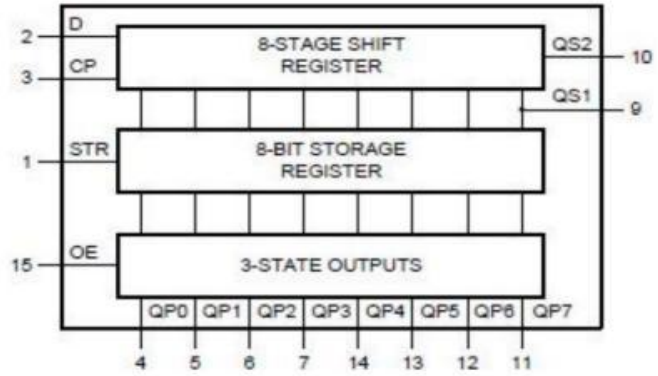 D
2
8-STAGE SHIFT
REGISTER
QS2
10
3
CP
QS1
9
STR
1
8-BIT STORAGE
REGISTER
OE
15
3-STATE OUTPUTS
QP0 QP1 QP2 QP3 QP4 QP5 QP6 QP7
4 5 6 7 14 13 12 11